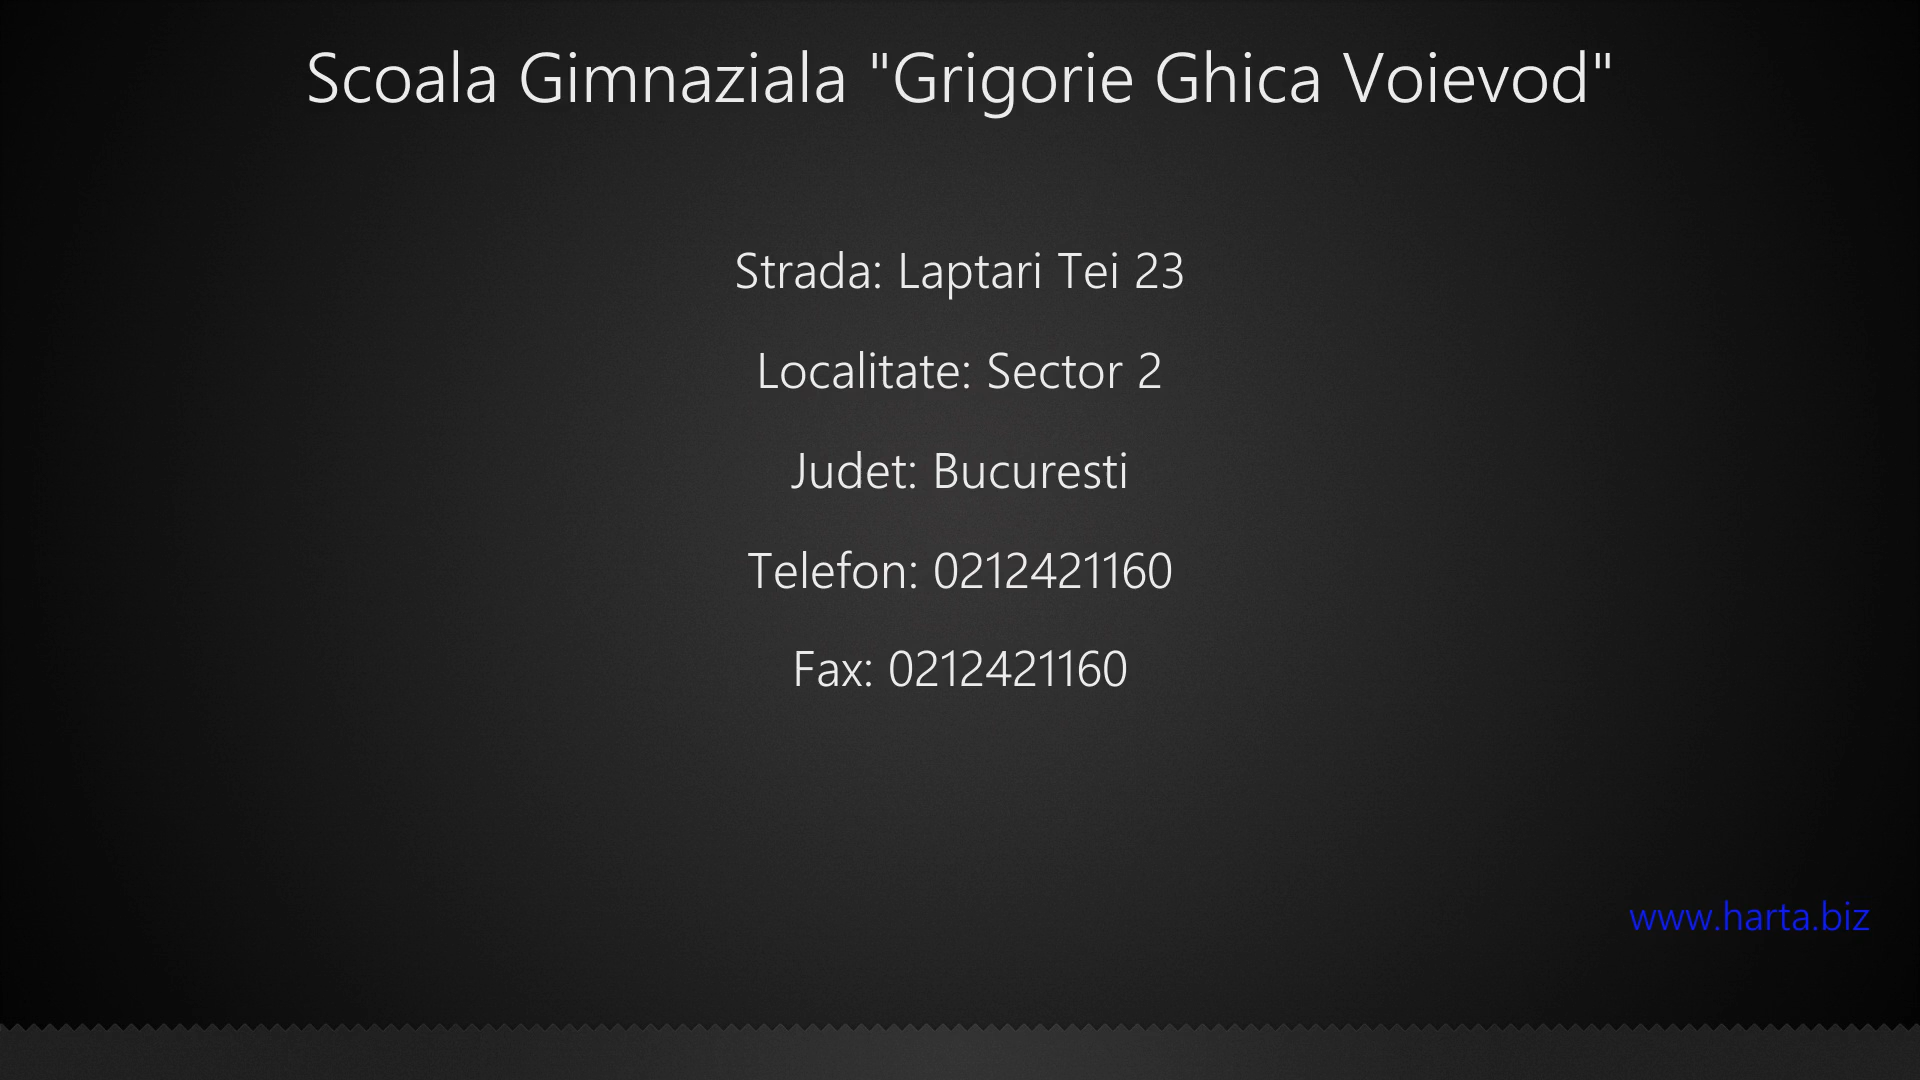 Scoala Gimnaziala "Grigorie Ghica Voievod"
Strada: Laptari Tei 23
Localitate: Sector 2
Judet: Bucuresti
Telefon: 0212421160
Fax: 0212421160
www.harta.biz